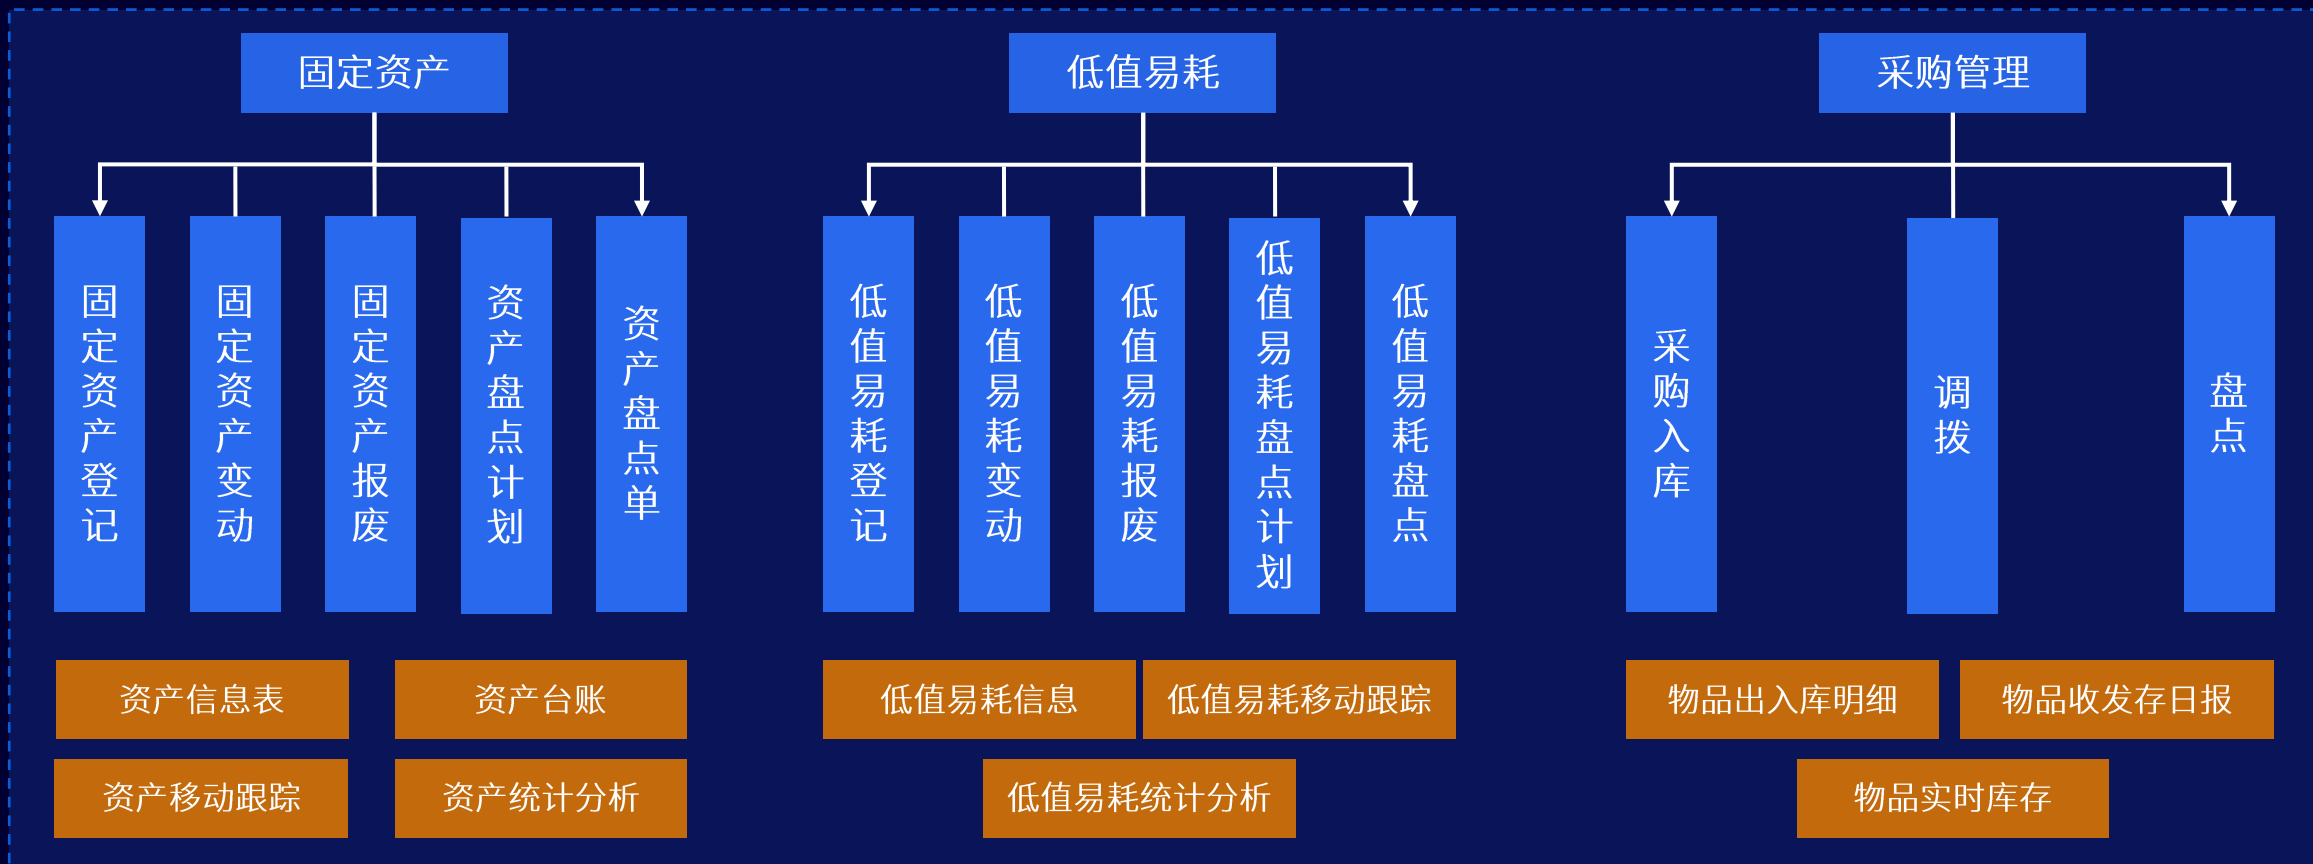 固定资产
低值易耗
采购管理
固定资产登记
固定资产变动
固定资产报废
资产盘点计划
资产盘点单
低值易耗登记
低值易耗变动
低值易耗报废
低值易耗盘点计划
低值易耗盘点
采购入库
调拨
盘点
资产信息表
资产台账
低值易耗信息
低值易耗移动跟踪
物品出入库明细
物品收发存日报
资产移动跟踪
资产统计分析
低值易耗统计分析
物品实时库存